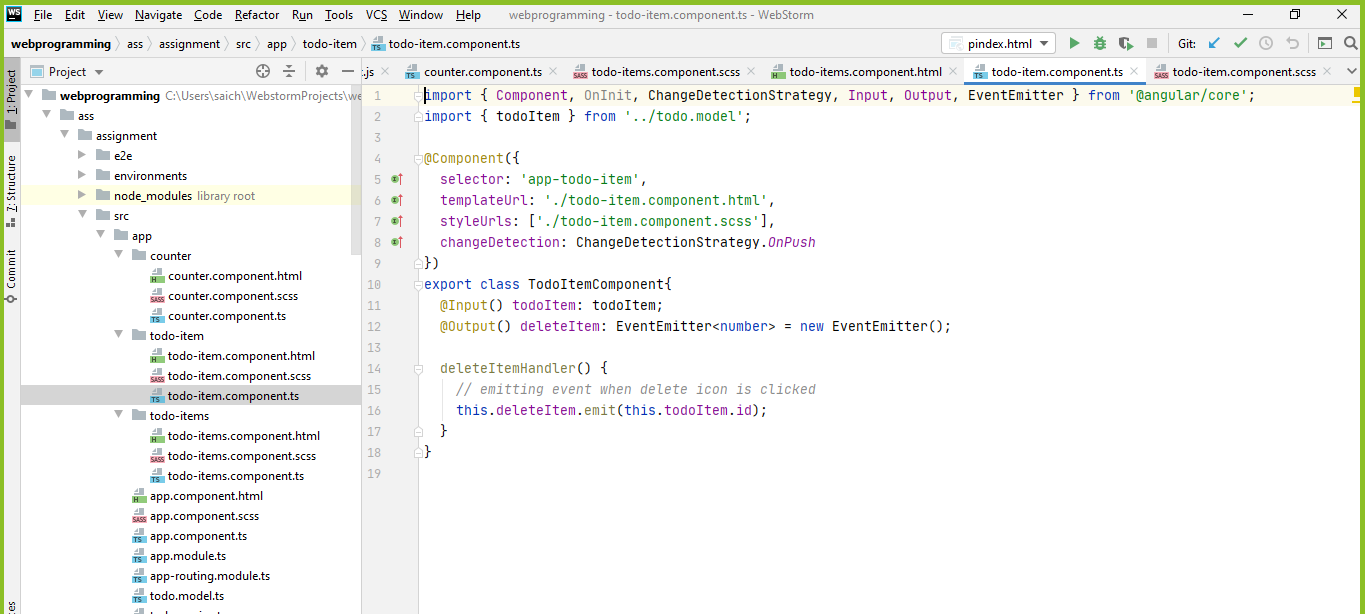 WS File Edit View Navigate Code Refactor Run Tools VCS Window Help webprogramming - todo-item.component.ts - WebStorm
webprogramming ass assignment src app todo-item todo-item.component.ts pindex.html Git:
Project .js counter.component.ts todo-items.component.scss todo-items.component.html todo-item.component.ts todo-item.component.scss
1: Project
Z: Structure
Commit
webprogramming C:\Users\saich\WebstormProjects\we
ass
assignment
e2e
environments
node_modules library root
src
app
counter
counter.component.html
counter.component.scss
counter.component.ts
todo-item
todo-item.component.html
todo-item.component.scss
todo-item.component.ts
todo-items
todo-items.component.html
todo-items.component.scss
todo-items.component.ts
app.component.html
app.component.scss
app.component.ts
app.module.ts
app-routing.module.ts
todo.model.ts
1 import { Component, OnInit, ChangeDetectionStrategy, Input, Output, EventEmitter } from '@angular/core';
2 import { todoItem } from '../todo.model';
3
4 @Component({
5 selector: 'app-todo-item',
6 templateUrl: './todo-item.component.html',
7 styleUrls: ['./todo-item.component.scss'],
8 changeDetection: ChangeDetectionStrategy.OnPush
9 })
10 export class TodoItemComponent{
11 @Input() todoItem: todoItem;
12 @Output() deleteItem: EventEmitter<number> = new EventEmitter();
13
14 deleteItemHandler() {
15 // emitting event when delete icon is clicked
16 this.deleteItem.emit(this.todoItem.id);
17 }
18 }
19